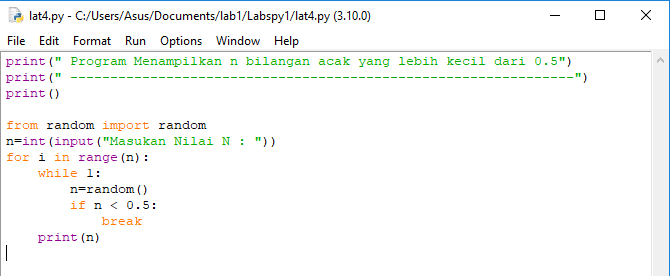 lat4.py - C:/Users/Asus/Documents/lab1/Labspy1/lat4.py (3.10.0)
File Edit Format Run Options Window Help
print(" Program Menampilkan n bilangan acak yang lebih kecil dari 0.5")
print(" ---------------------------------------------------------------")
print()

from random import random
n=int(input("Masukan Nilai N : "))
for i in range(n):
    while 1:
        n=random()
        if n < 0.5:
            break
    print(n)